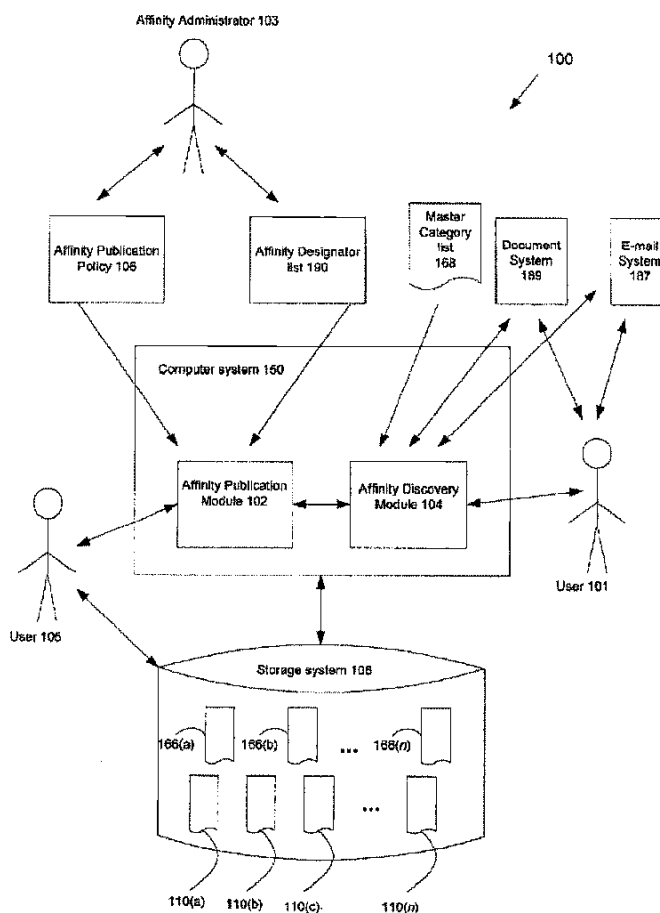 Affinity Administrator 103
100
Affinity Publication
Policy 106
Affinity Designator
list 190
Master
Category
list
168
Document
System
189
E-mail
System
187
Computer system 150
Affinity Publication
Module 102
Affinity Discovery
Module 104
User 105
User 101
Storage system 108
166(a)
166(b)
...
166(n)
...
110(a)
110(b)
110(c).
110(n)